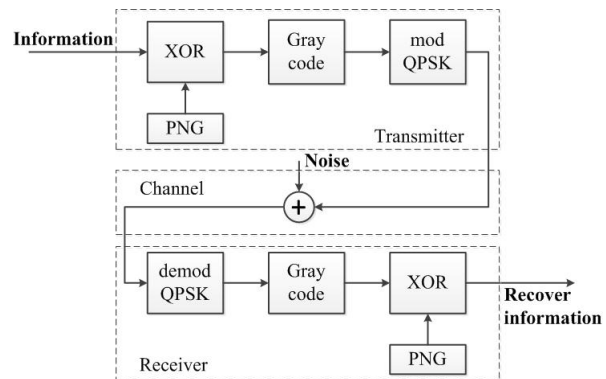 Information
XOR
Gray
code
mod
QPSK
PNG
Transmitter
Noise
Channel
+
demod
QPSK
Gray
code
XOR
Recover
information
PNG
Receiver